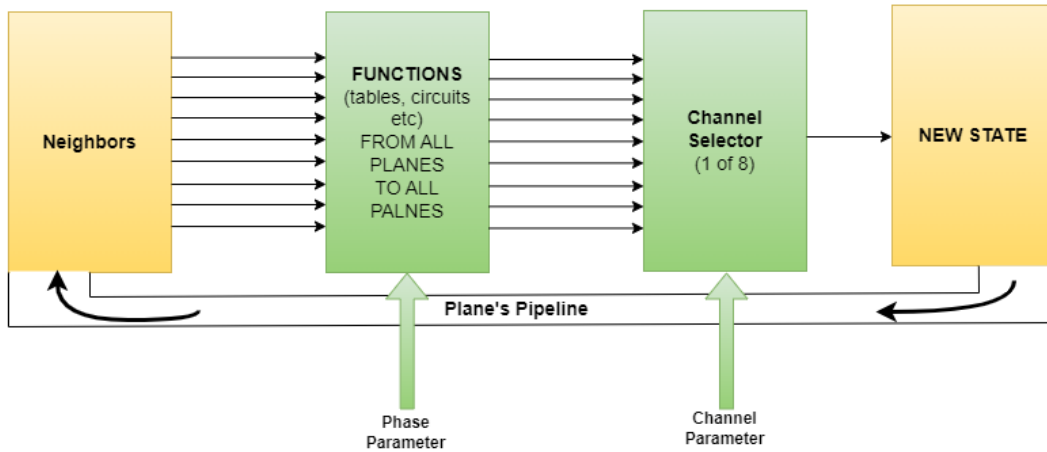 Neighbors
FUNCTIONS
(tables, circuits
etc)
FROM ALL
PLANES
TO ALL
PALNES
Channel
Selector
(1 of 8)
NEW STATE
Plane's Pipeline
Phase
Parameter
Channel
Parameter